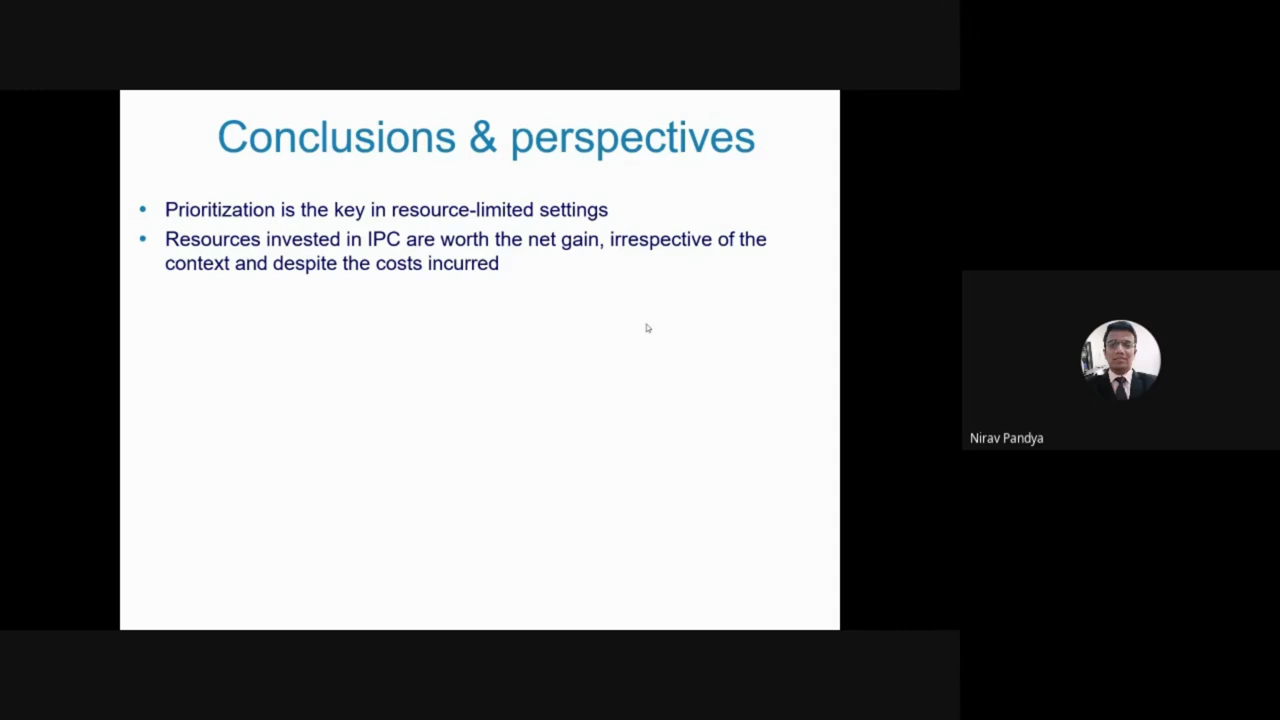 Conclusions & perspectives
• Prioritization is the key in resource-limited settings
• Resources invested in IPC are worth the net gain, irrespective of the
context and despite the costs incurred
Nirav Pandya